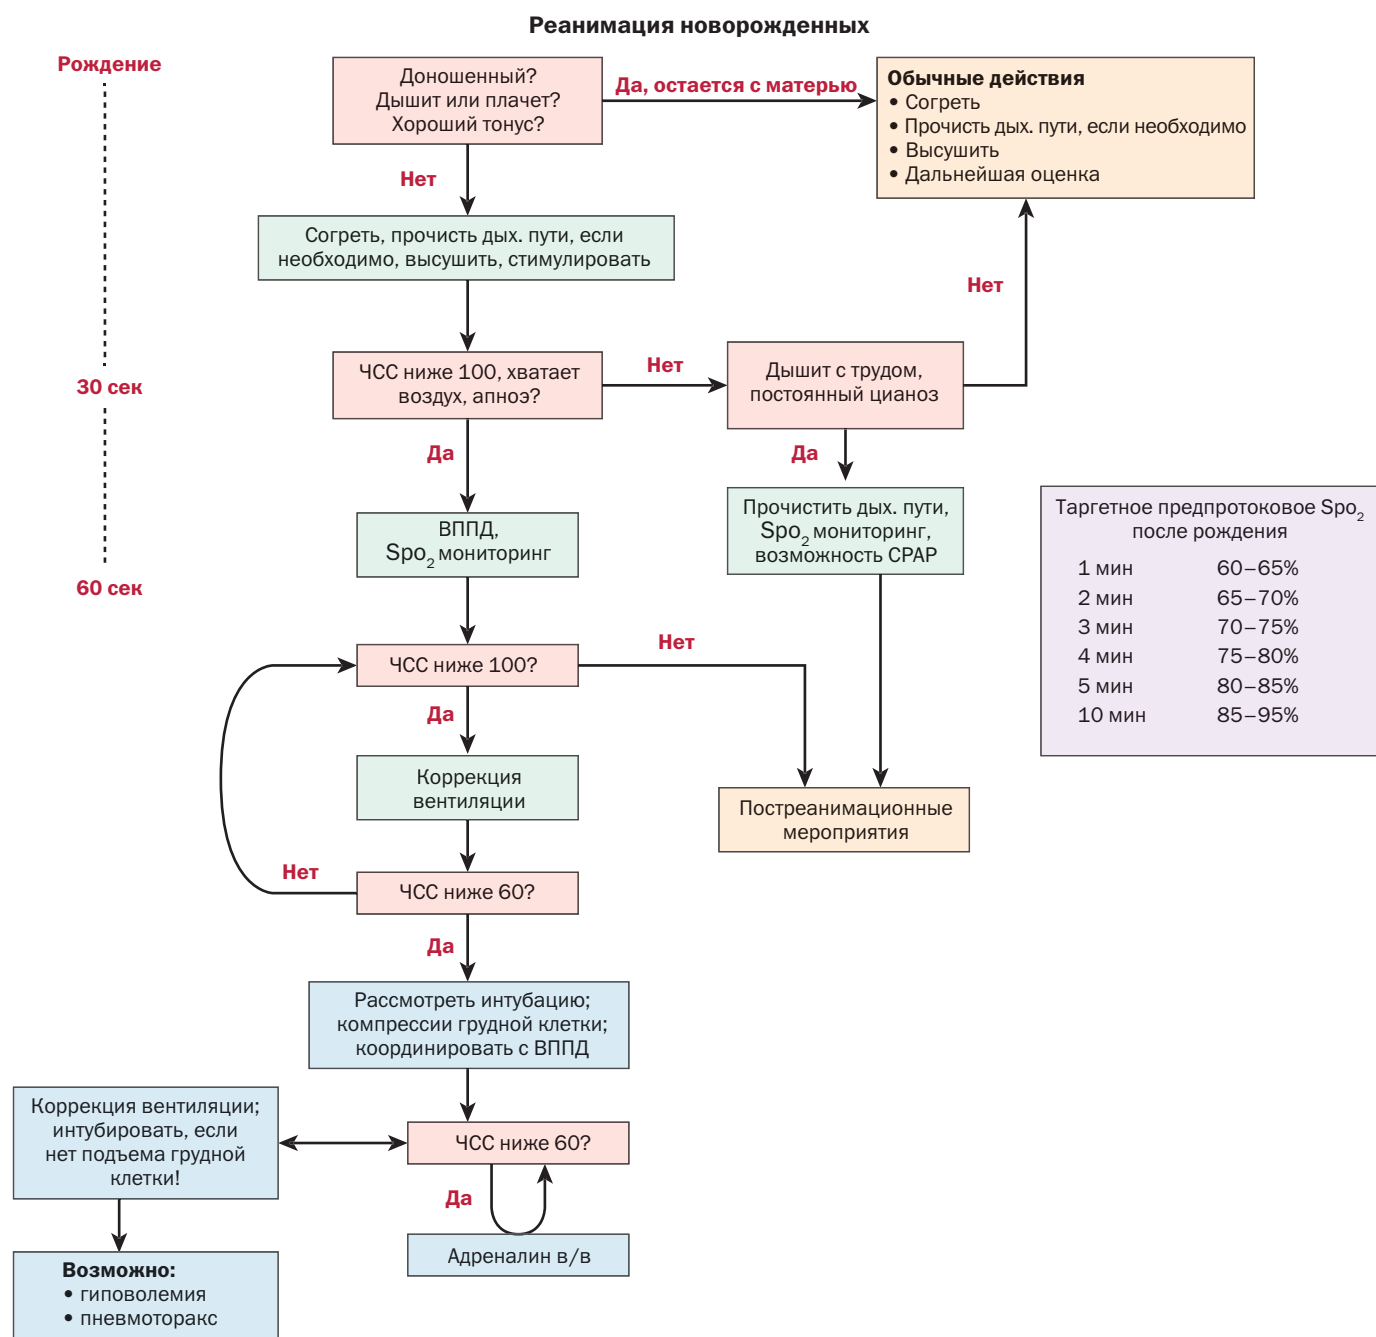 Реанимация новорожденных
Рождение
Доношенный?
Дышит или плачет?
Хороший тонус?
Да, остается с матерью
Обычные действия
• Согреть
• Прочисть дых. пути, если необходимо
• Высушить
• Дальнейшая оценка
Нет
Согреть, прочисть дых. пути, если
необходимо, высушить, стимулировать
Нет
30 сек
ЧСС ниже 100, хватает
воздух, апноэ?
Нет
Дышит с трудом,
постоянный цианоз
Да
Да
ВППД,
Spo₂ мониторинг
Прочистить дых. пути,
Spo₂ мониторинг,
возможность CPAP
Таргетное предпротоковое Spo₂
после рождения
1 мин 60–65%
2 мин 65–70%
3 мин 70–75%
4 мин 75–80%
5 мин 80–85%
10 мин 85–95%
60 сек
ЧСС ниже 100?
Нет
Да
Коррекция
вентиляции
Постреанимационные
мероприятия
Нет
ЧСС ниже 60?
Да
Рассмотреть интубацию;
компрессии грудной клетки;
координировать с ВППД
Коррекция вентиляции;
интубировать, если
нет подъема грудной
клетки!
ЧСС ниже 60?
Да
Адреналин в/в
Возможно:
• гиповолемия
• пневмоторакс